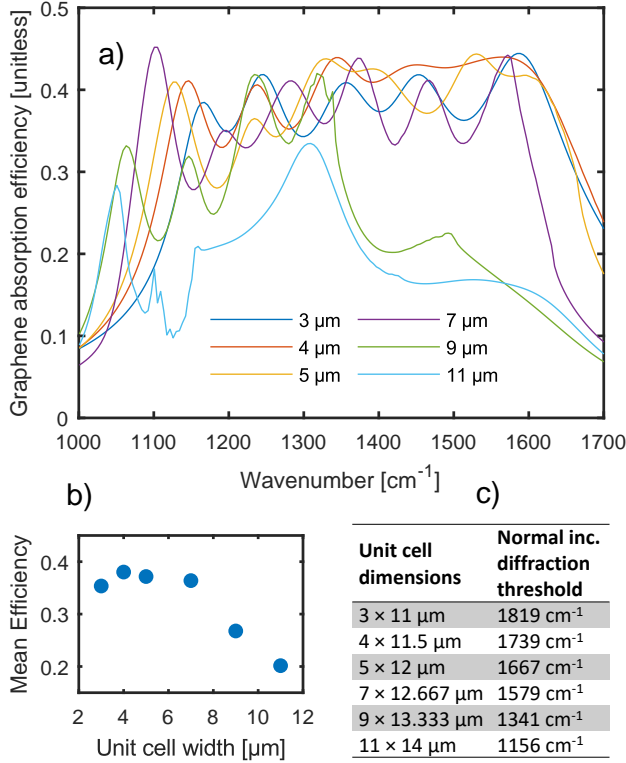 a)
Graphene absorption efficiency [unitless]
0.5
0.4
0.3
0.2
0.1
0
3 µm
7 µm
4 µm
9 µm
5 µm
11 µm
1000 1100 1200 1300 1400 1500 1600 1700
Wavenumber [cm⁻¹]
b)
Mean Efficiency
0.4
0.3
0.2
2 4 6 8 10 12
Unit cell width [µm]
c)
Unit cell dimensions
Normal inc. diffraction threshold
3 × 11 µm 1819 cm⁻¹
4 × 11.5 µm 1739 cm⁻¹
5 × 12 µm 1667 cm⁻¹
7 × 12.667 µm 1579 cm⁻¹
9 × 13.333 µm 1341 cm⁻¹
11 × 14 µm 1156 cm⁻¹